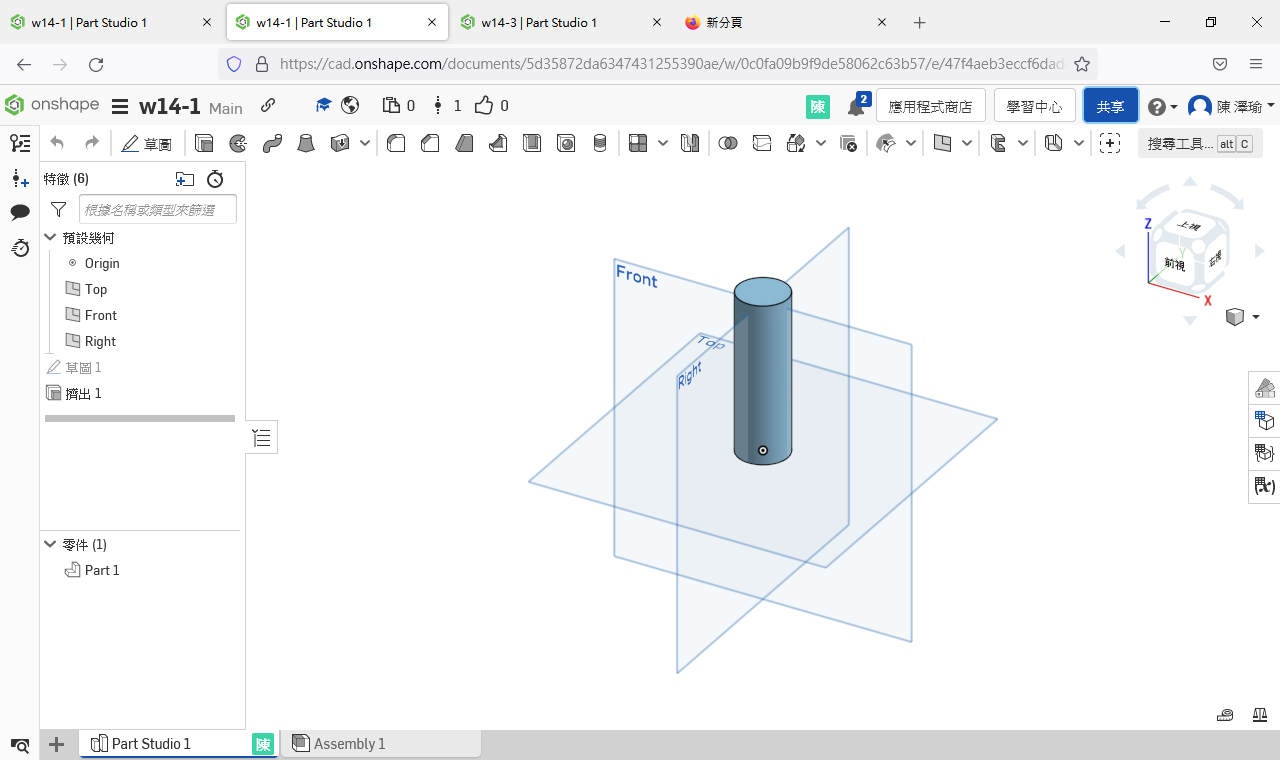 w14-1 | Part Studio 1
w14-1 | Part Studio 1
w14-3 | Part Studio 1
新分頁
https://cad.onshape.com/documents/5d35872da6347431255390ae/w/0c0fa09b9f9de58062c63b57/e/47f4aeb3eccf6dad
onshape
w14-1
Main
0
1
0
陳
2
應用程式商店
學習中心
共享
陳 澤瑜
草圖
搜尋工具... alt C
特徵 (6)
根據名稱或類型來篩選
預設幾何
Origin
Top
Front
Right
草圖 1
擠出 1
零件 (1)
Part 1
Front
Top
Right
Z
上視
前視
右視
Y
X
(x)
Part Studio 1
陳
Assembly 1